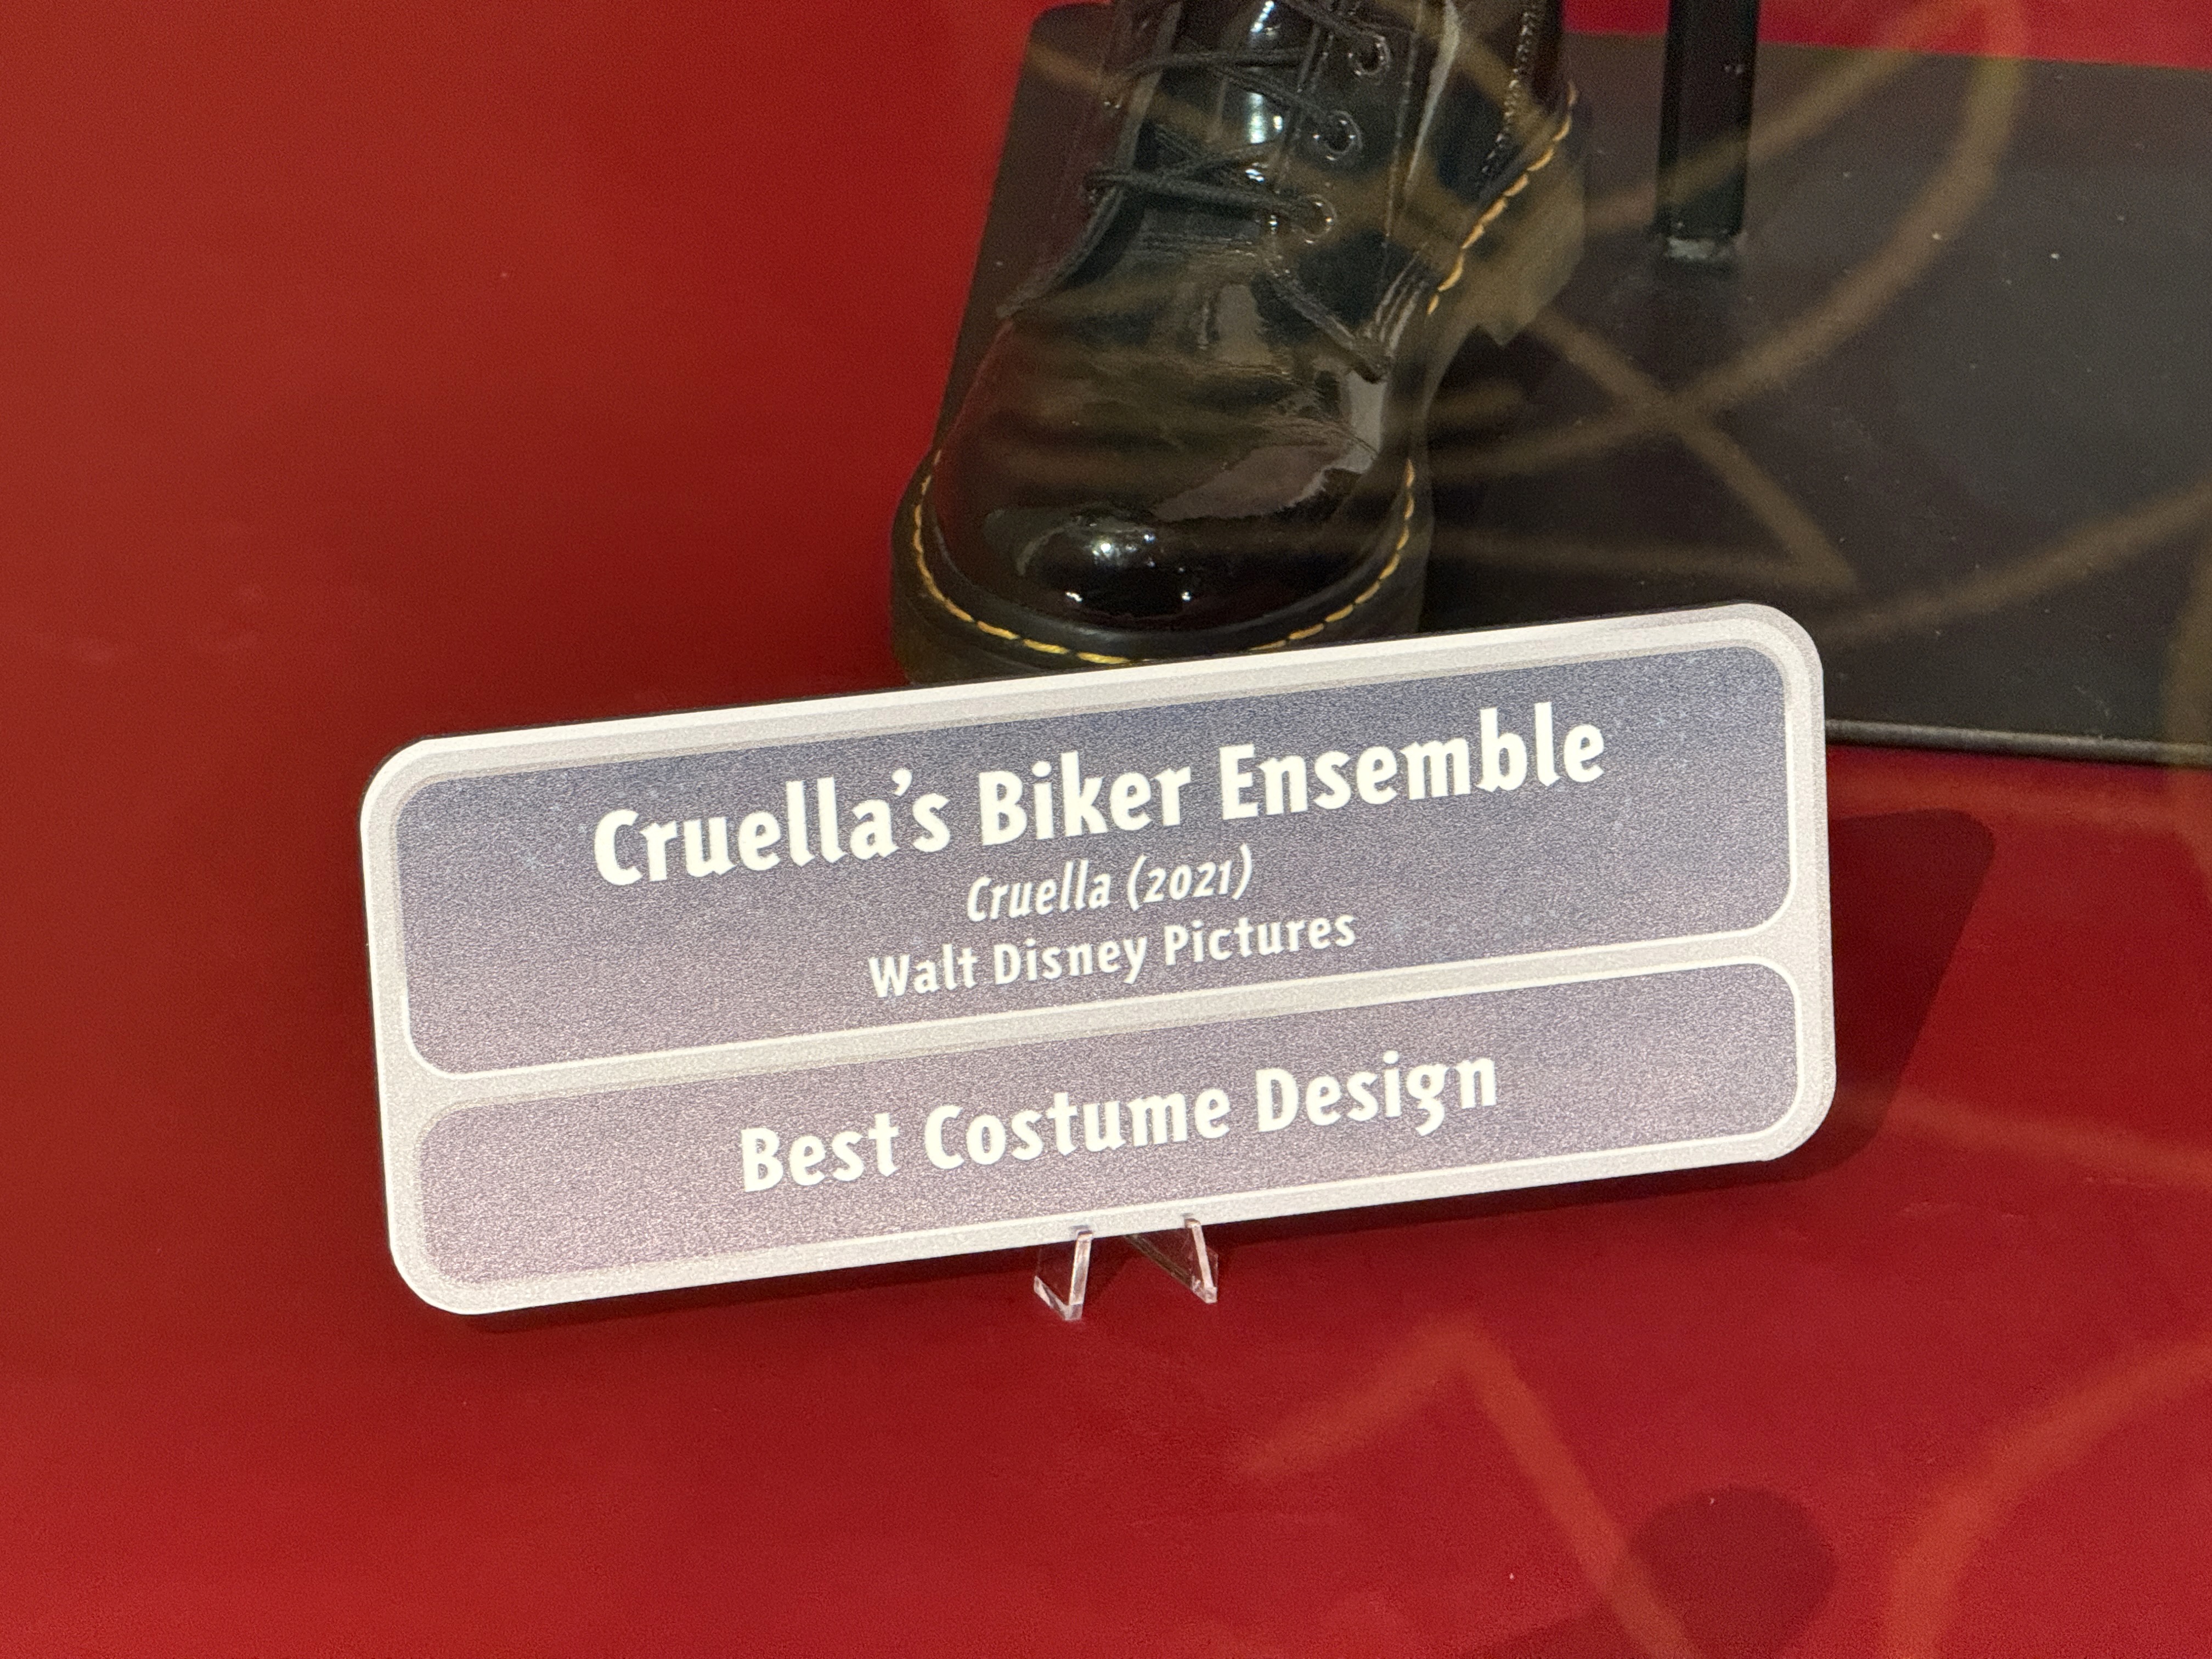 Cruella’s Biker Ensemble
Cruella (2021)
Walt Disney Pictures
Best Costume Design